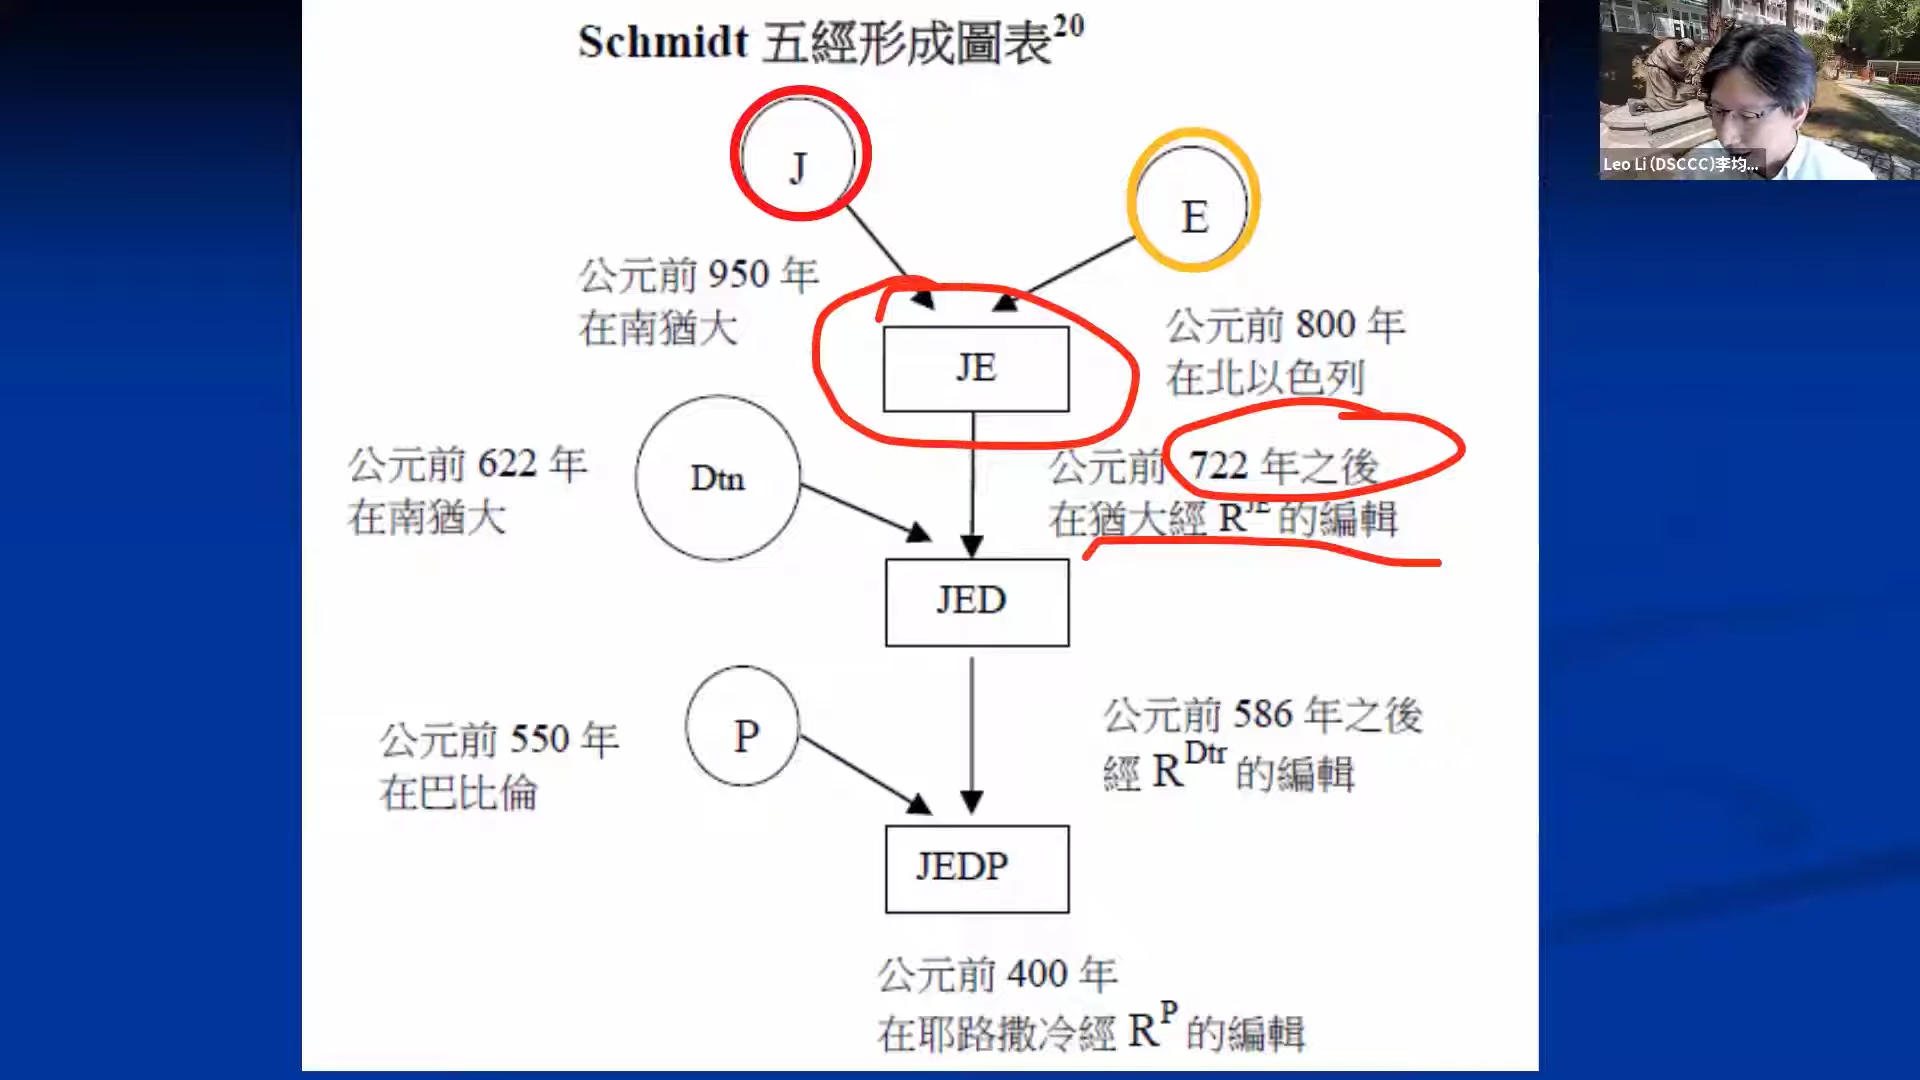 Schmidt 五經形成圖表20
J
E
公元前 950 年
在南猶大
JE
公元前 800 年
在北以色列
公元前 622 年
在南猶大
Dtn
公元前 722 年之後
在猶大經 RJE 的編輯
JED
公元前 550 年
在巴比倫
P
公元前 586 年之後
經 RDtr 的編輯
JEDP
公元前 400 年
在耶路撒冷經 RP 的編輯
Leo Li (DSCCC)李均...